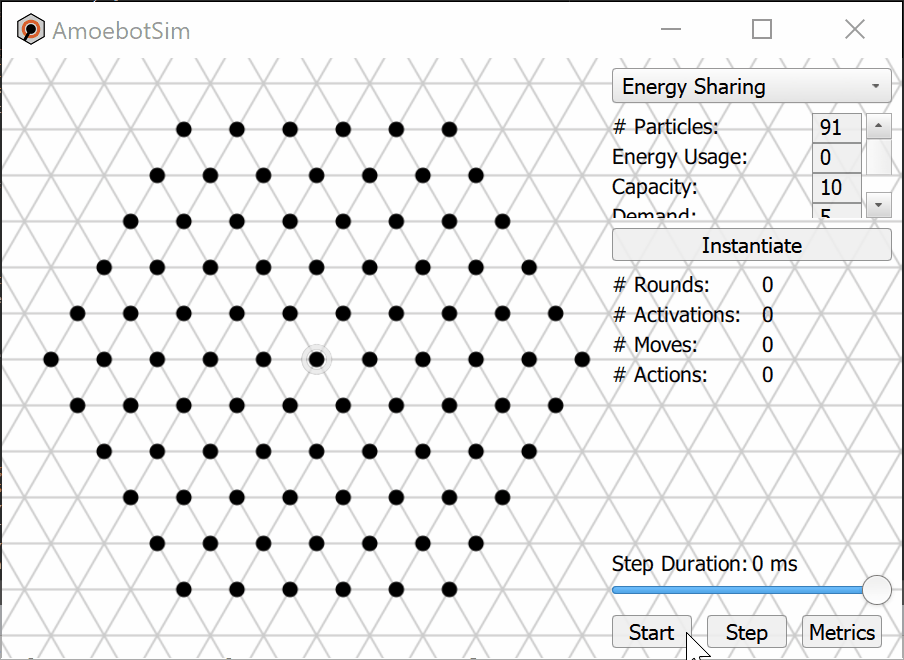 AmoebotSim
Energy Sharing
# Particles: 91
Energy Usage: 0
Capacity: 10
Demand: 5
Instantiate
# Rounds: 0
# Activations: 0
# Moves: 0
# Actions: 0
Step Duration: 0 ms
Start Step Metrics